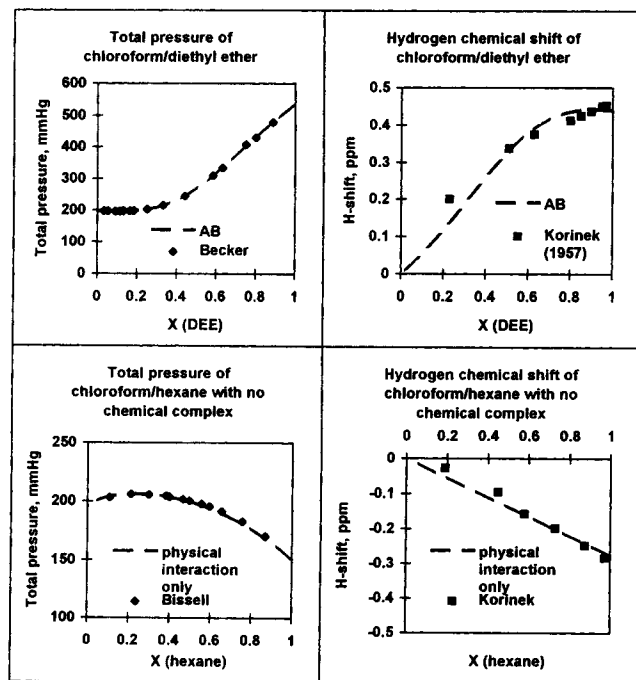 Total pressure of
chloroform/diethyl ether
Total pressure, mmHg
600
500
400
300
200
100
0
AB
Becker
0 0.2 0.4 0.6 0.8 1
X (DEE)
Hydrogen chemical shift of
chloroform/diethyl ether
H-shift, ppm
0.5
0.4
0.3
0.2
0.1
0
AB
Korinek
(1957)
0 0.2 0.4 0.6 0.8 1
X (DEE)
Total pressure of
chloroform/hexane with no
chemical complex
Total pressure, mmHg
250
200
150
100
physical
interaction
only
Bissell
0 0.2 0.4 0.6 0.8 1
X (hexane)
Hydrogen chemical shift of
chloroform/hexane with no
chemical complex
0 0.2 0.4 0.6 0.8 1
H-shift, ppm
0
-0.1
-0.2
-0.3
-0.4
-0.5
physical
interaction
only
Korinek
X (hexane)